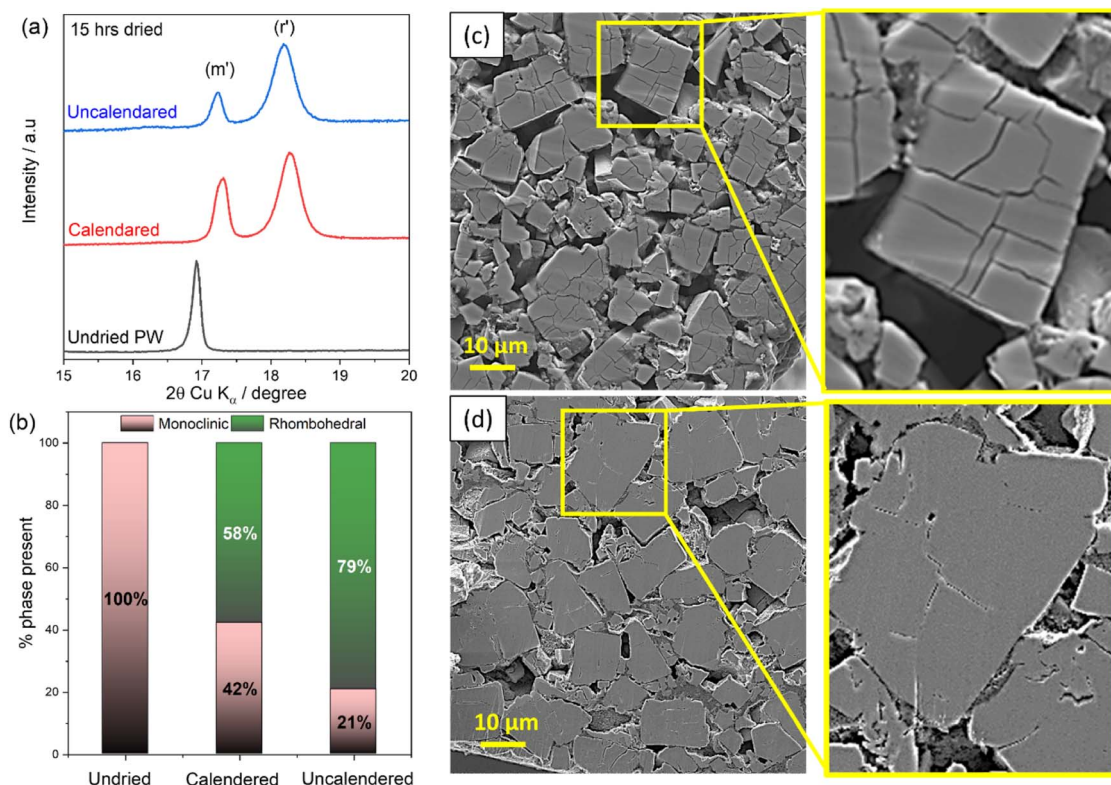 (a)
15 hrs dried
(r')
(m')
Uncalendared
Calendared
Undried PW
Intensity / a.u
15 16 17 18 19 20
2θ Cu Kα / degree
(b)
Monoclinic Rhombohedral
% phase present
100
80
60
40
20
0
100%
58%
42%
79%
21%
Undried Calendered Uncalendered
(c)
10 µm
(d)
10 µm